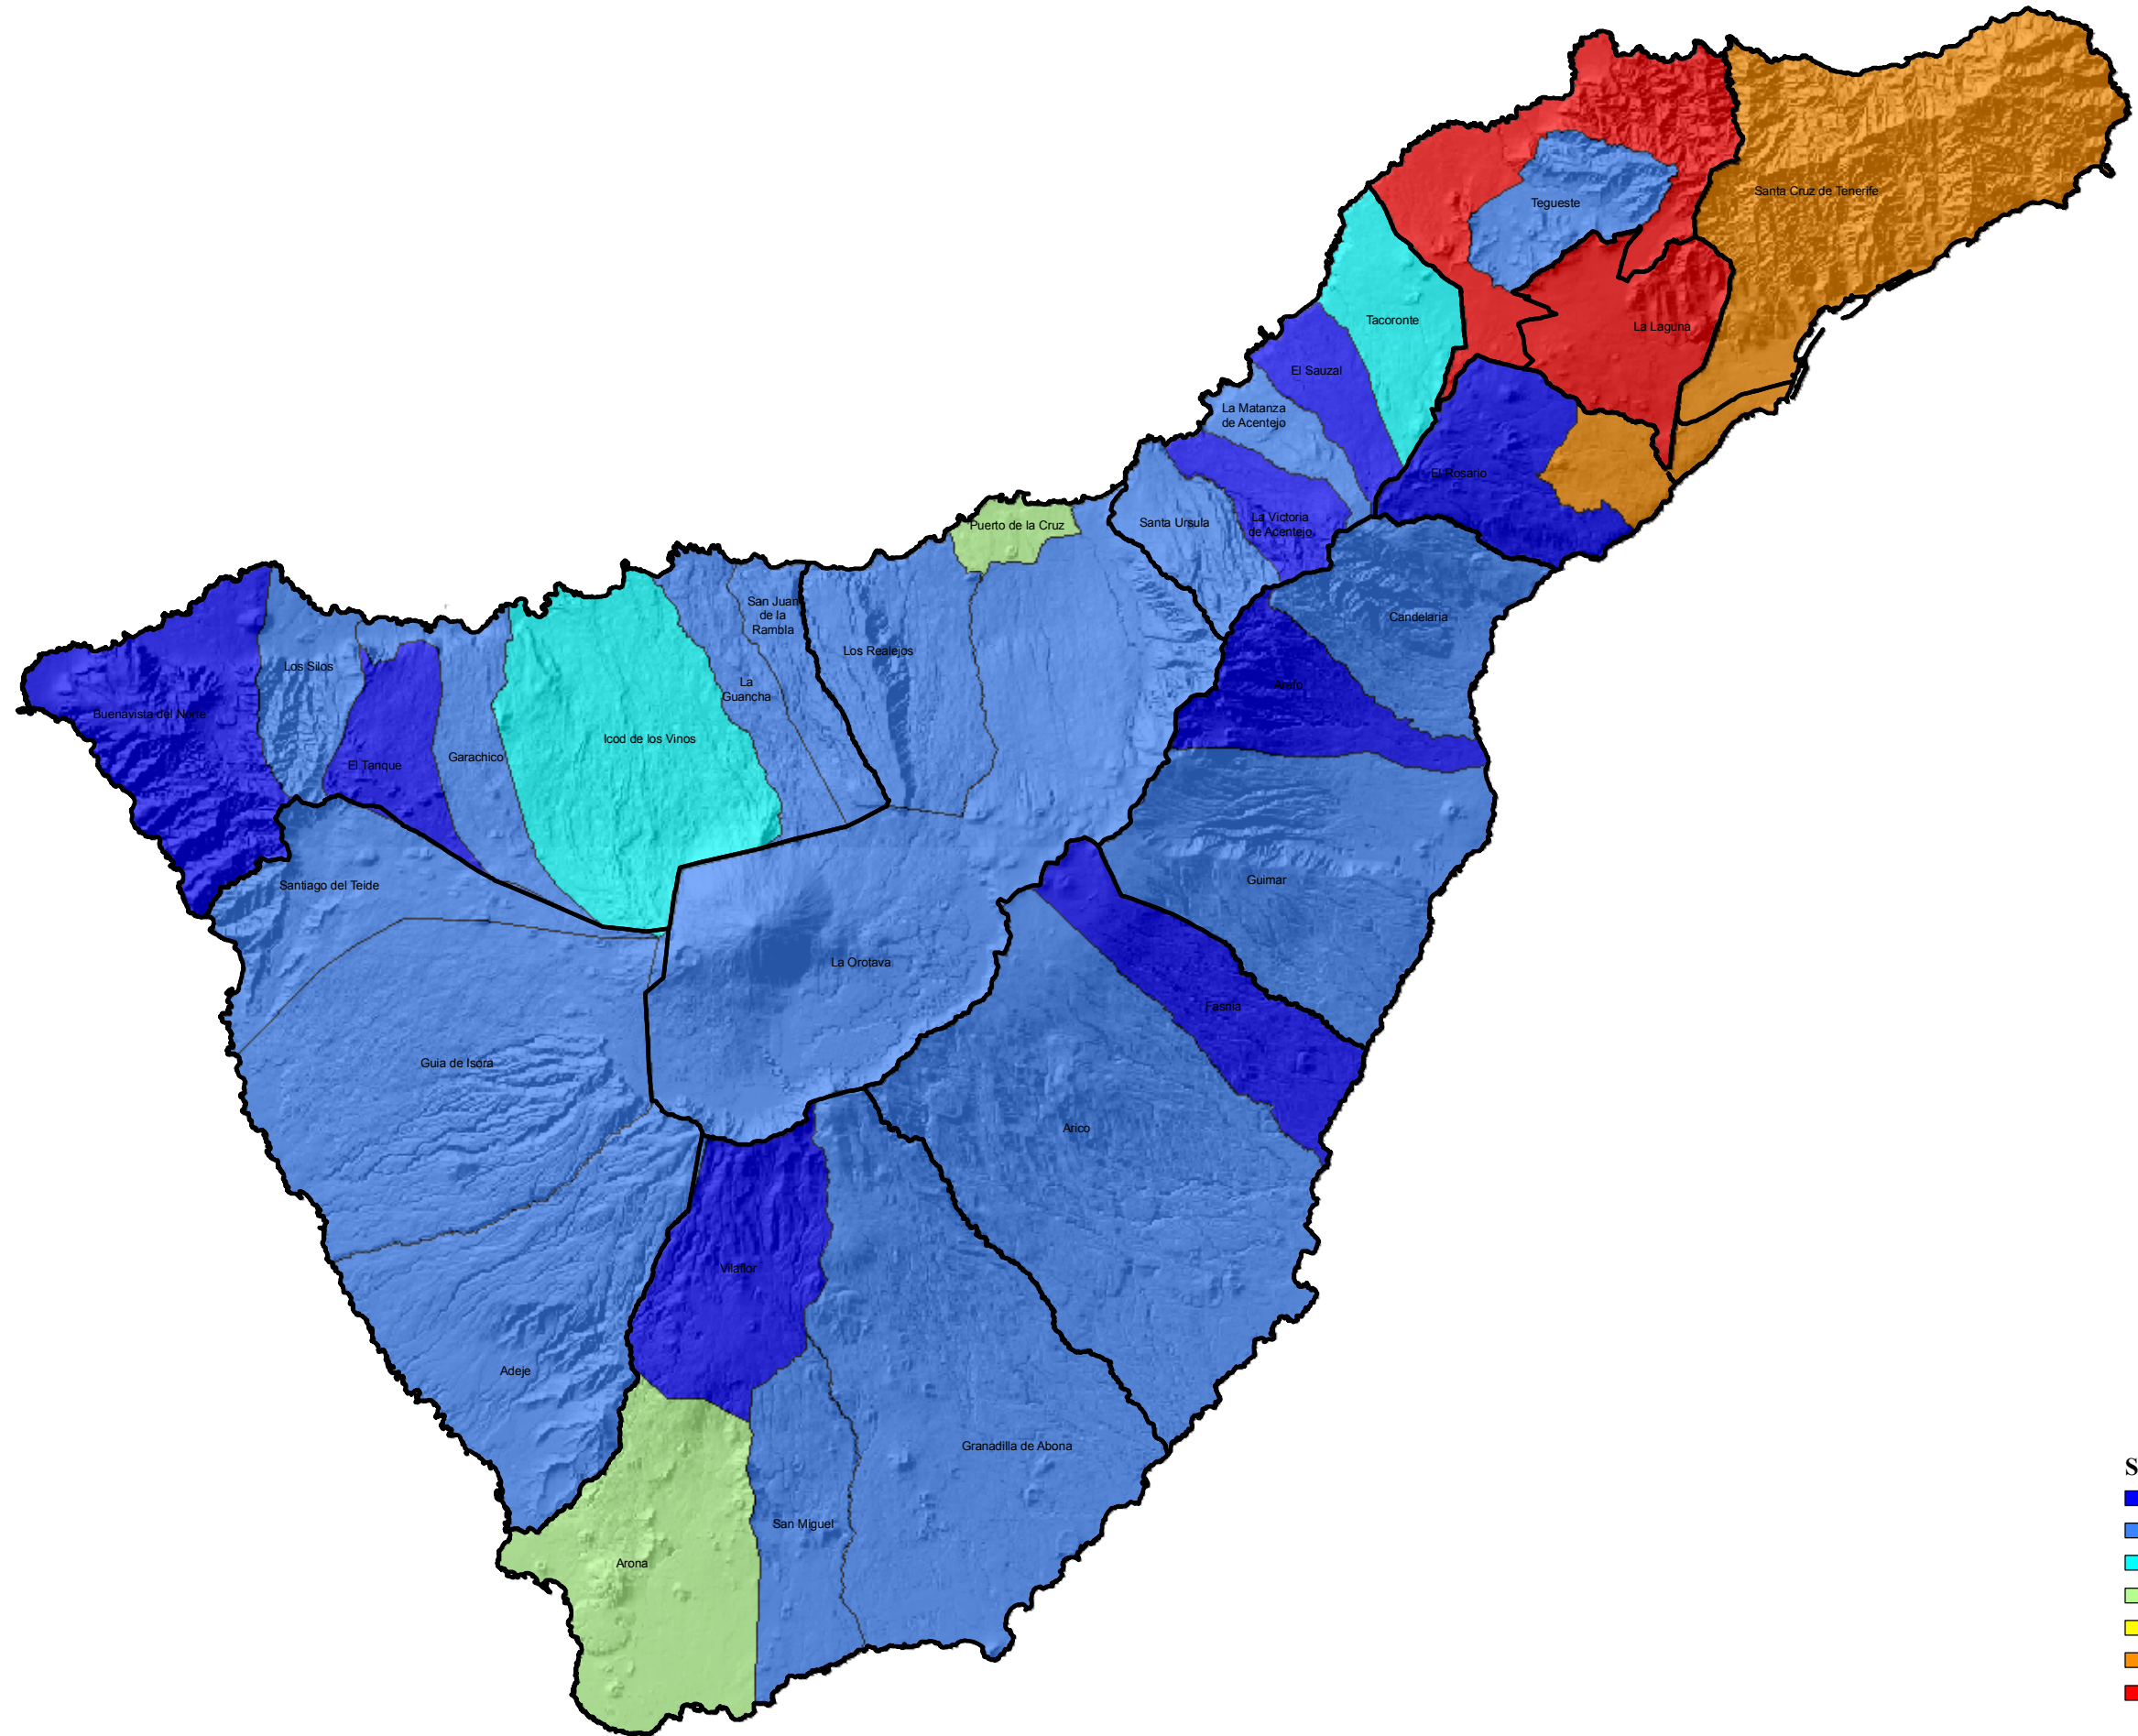 Santa Cruz de Tenerife
Tegueste
La Laguna
Tacoronte
El Sauzal
La Matanza
de Acentejo
El Rosario
La Victoria
de Acentejo
Santa Ursula
Puerto de la Cruz
Candelaria
San Juan
de la
Rambla
Los Realejos
Los Silos
La
Guancha
Arafo
Buenavista del Norte
Icod de los Vinos
Garachico
El Tanque
Guimar
Santiago del Teide
La Orotava
Fasnia
Guia de Isora
Arico
Vilaflor
Adeje
Granadilla de Abona
San Miguel
Arona
S